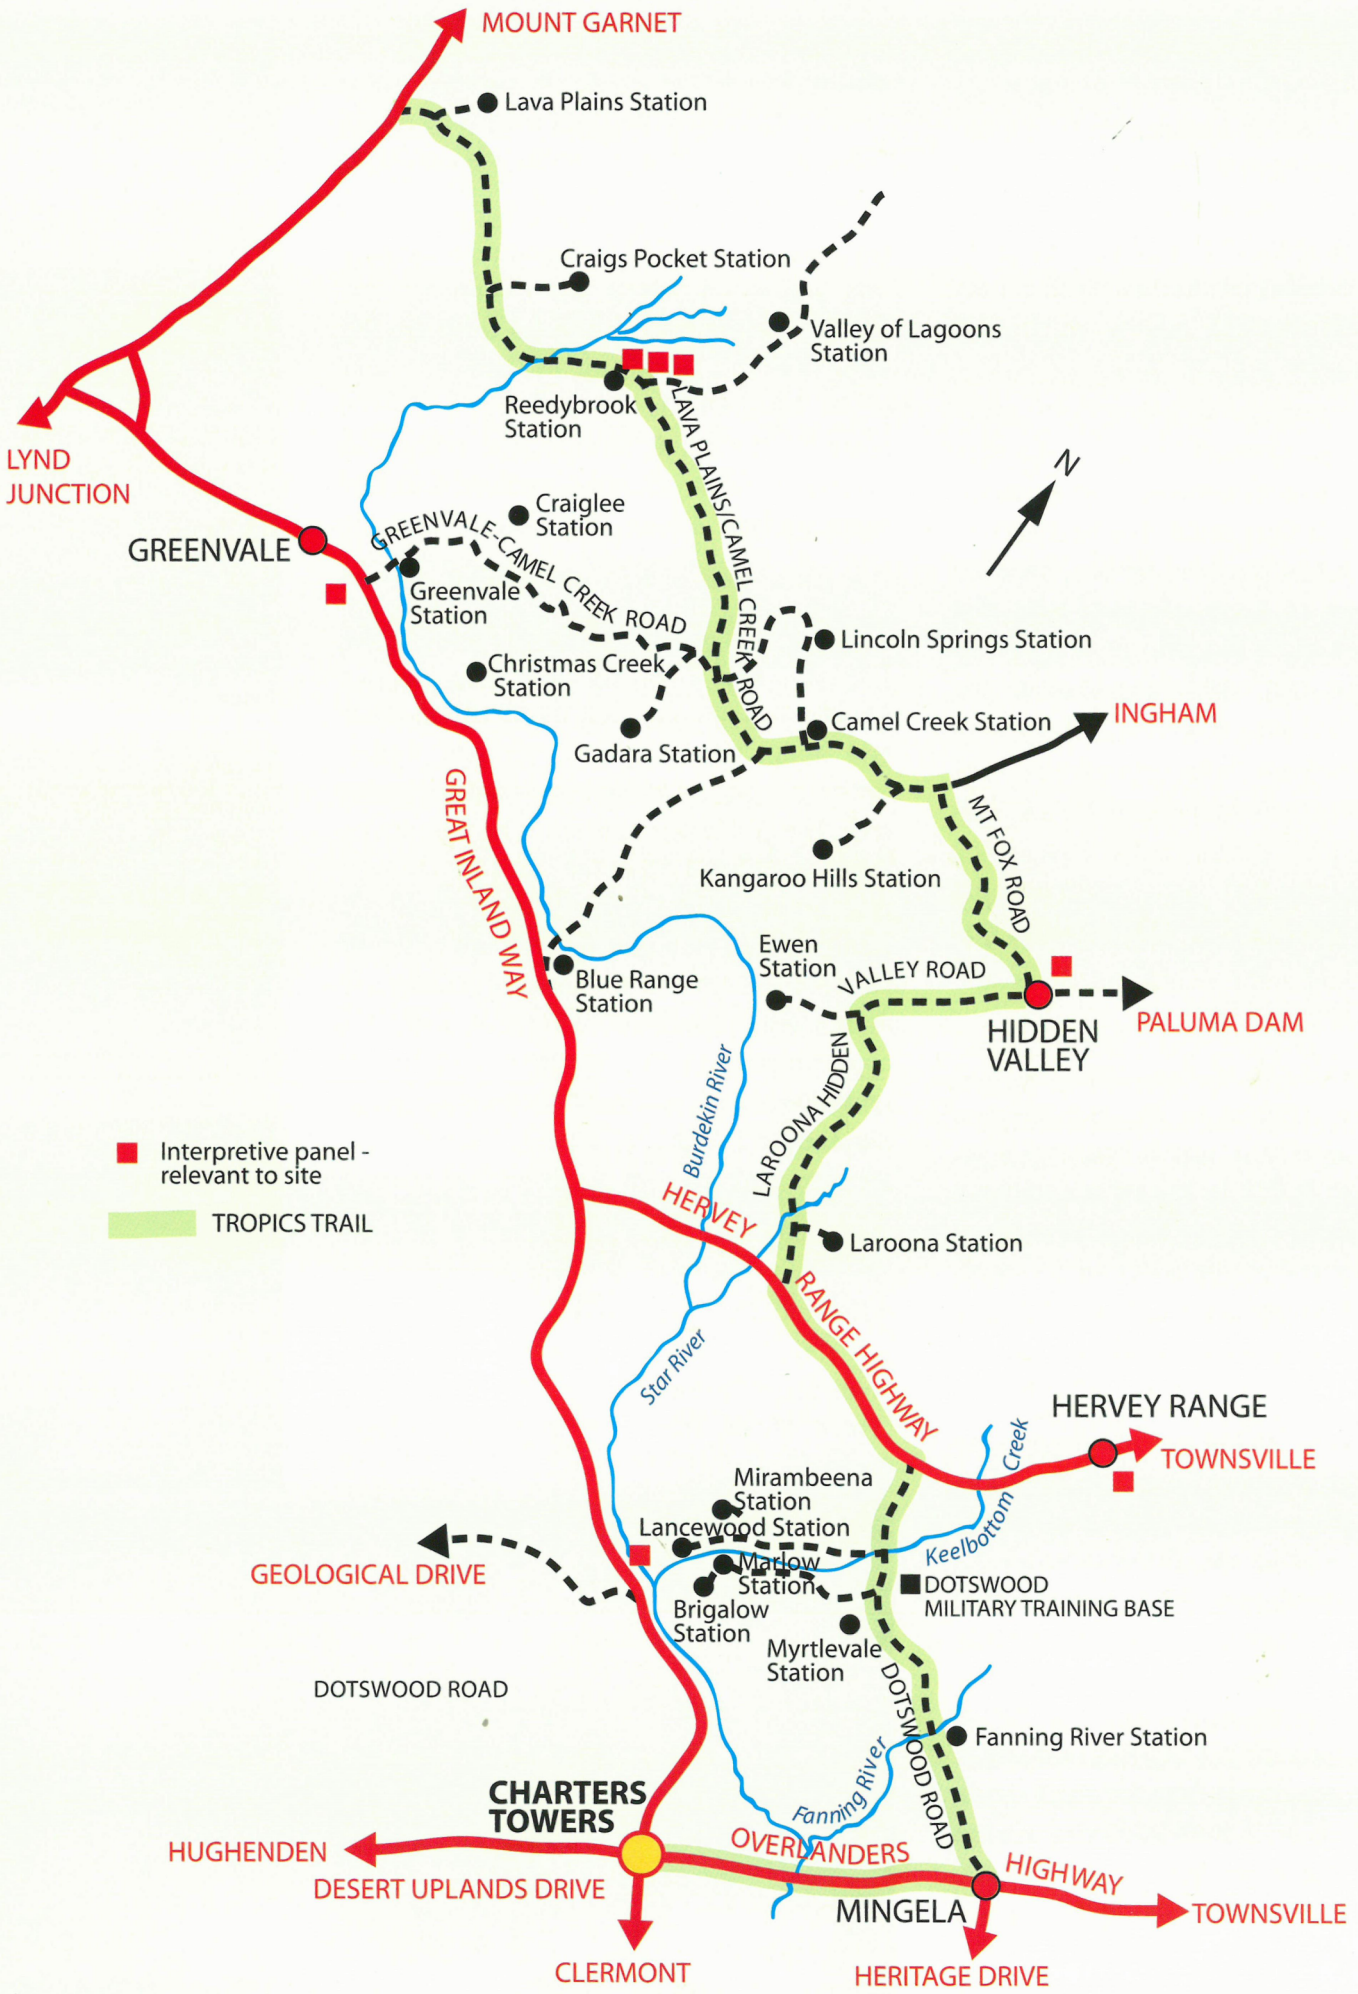 MOUNT GARNET
Lava Plains Station
Craigs Pocket Station
Valley of Lagoons
Station
Reedybrook
Station
LAVA PLAINS/CAMEL CREEK ROAD
LYND
JUNCTION
N
Craiglee
Station
GREENVALE-CAMEL CREEK ROAD
GREENVALE
Greenvale
Station
Lincoln Springs Station
Christmas Creek
Station
INGHAM
Camel Creek Station
Gadara Station
GREAT INLAND WAY
MT FOX ROAD
Kangaroo Hills Station
Ewen
Station
VALLEY ROAD
Blue Range
Station
HIDDEN
VALLEY
PALUMA DAM
LAROONA HIDDEN
Burdekin River
Interpretive panel -
relevant to site
TROPICS TRAIL
HERVEY
Laroona Station
RANGE HIGHWAY
Star River
HERVEY RANGE
TOWNSVILLE
Keelbottom Creek
Mirambeena
Station
Lancewood Station
Marlow
Station
GEOLOGICAL DRIVE
DOTSWOOD
MILITARY TRAINING BASE
Brigalow
Station
Myrtlevale
Station
DOTSWOOD ROAD
DOTSWOOD ROAD
Fanning River Station
Fanning River
CHARTERS
TOWERS
OVERLANDERS
HIGHWAY
HUGHENDEN
DESERT UPLANDS DRIVE
MINGELA
TOWNSVILLE
CLERMONT
HERITAGE DRIVE